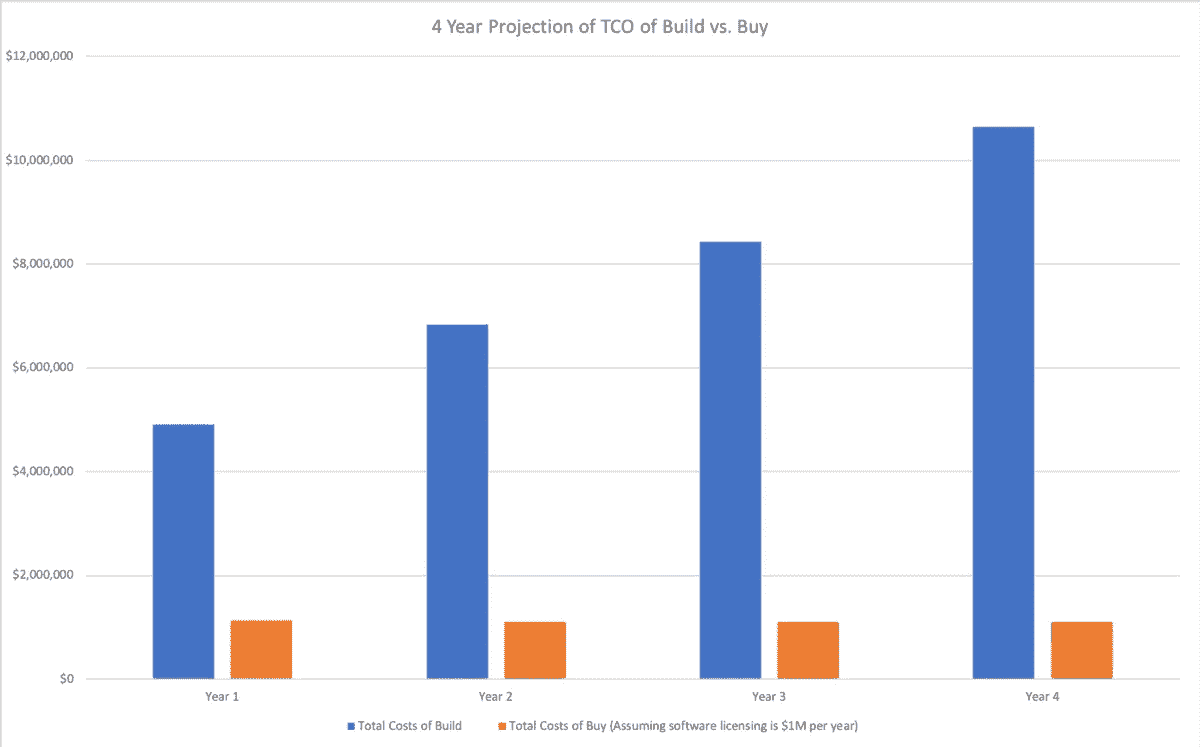 4 Year Projection of TCO of Build vs. Buy
$12,000,000
$10,000,000
$8,000,000
$6,000,000
$4,000,000
$2,000,000
$0
Year 1 Year 2 Year 3 Year 4
Total Costs of Build Total Costs of Buy (Assuming software licensing is $1M per year)